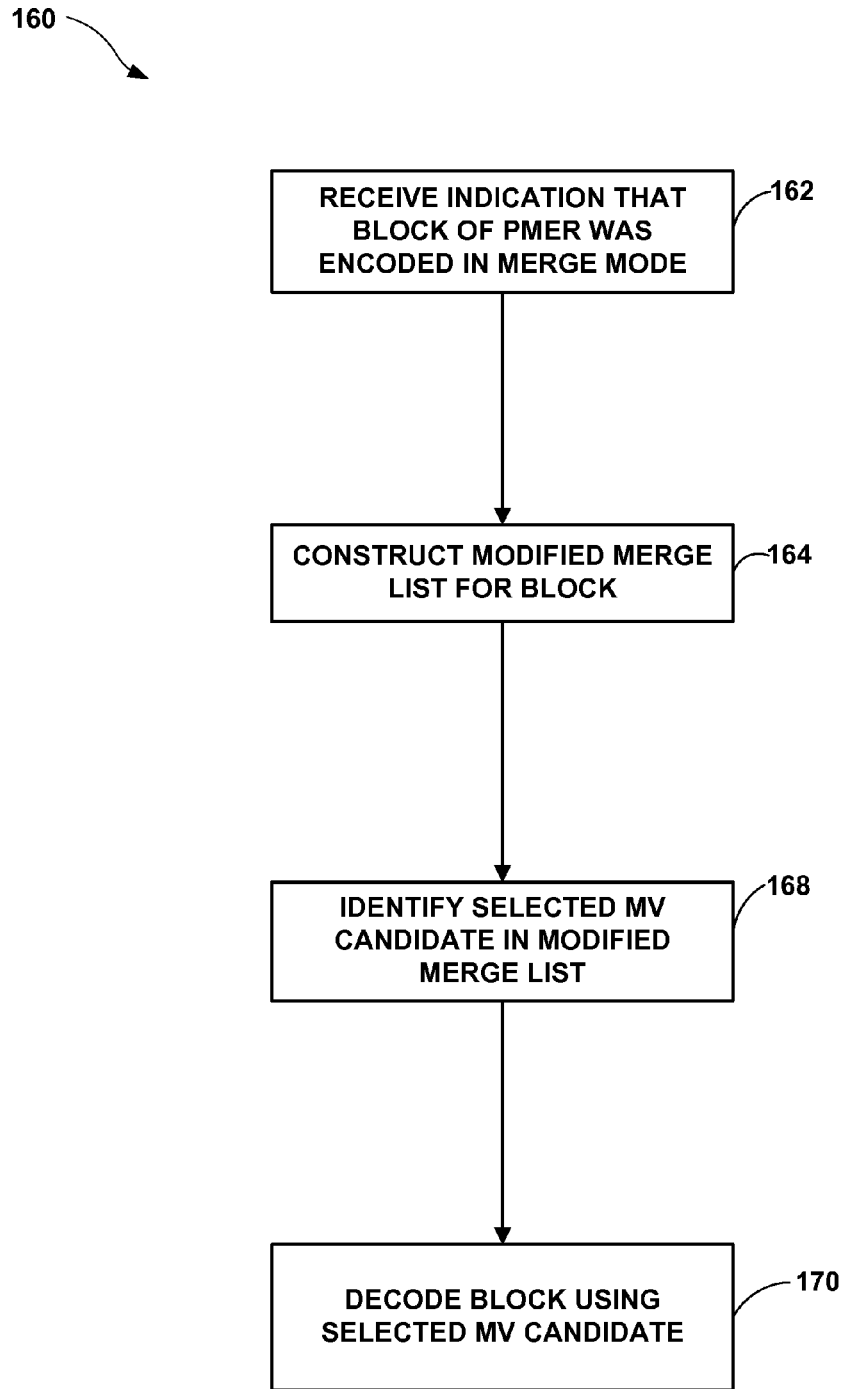 160
RECEIVE INDICATION THAT
BLOCK OF PMER WAS
ENCODED IN MERGE MODE
162
CONSTRUCT MODIFIED MERGE
LIST FOR BLOCK
164
IDENTIFY SELECTED MV
CANDIDATE IN MODIFIED
MERGE LIST
168
DECODE BLOCK USING
SELECTED MV CANDIDATE
170